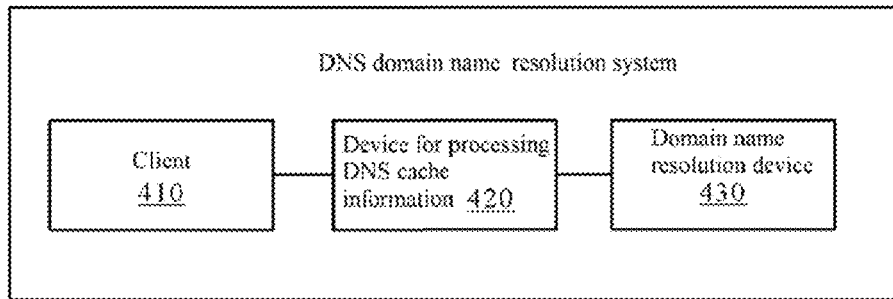 DNS domain name resolution system
Client
410
Device for processing
DNS cache
information 420
Domain name
resolution device
430